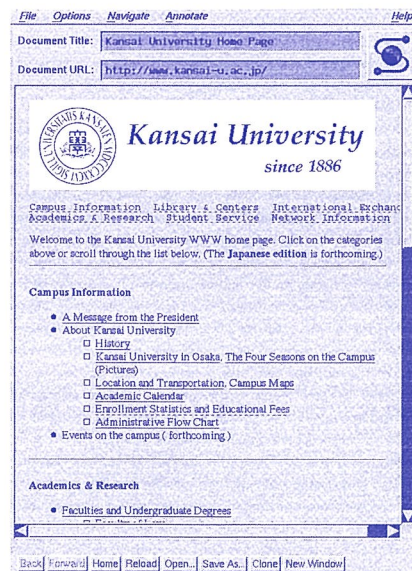 File Options Navigate Annotate Help
Document Title: Kansai University Home Page
Document URL: http://www.kansai-u.ac.jp/
Kansai University
since 1886
Campus Information Library & Centers International Exchanc
Academics & Research Student Service Network Information
Welcome to the Kansai University WWW home page. Click on the categories
above or scroll through the list below. (The Japanese edition is forthcoming.)
Campus Information
A Message from the President
About Kansai University
History
Kansai University in Osaka, The Four Seasons on the Campus
(Pictures)
Location and Transportation, Campus Maps
Academic Calendar
Enrollment Statistics and Educational Fees
Administrative Flow Chart
Events on the campus ( forthcoming )
Academics & Research
Faculties and Undergraduate Degrees
Back Forward Home Reload Open... Save As... Clone New Window